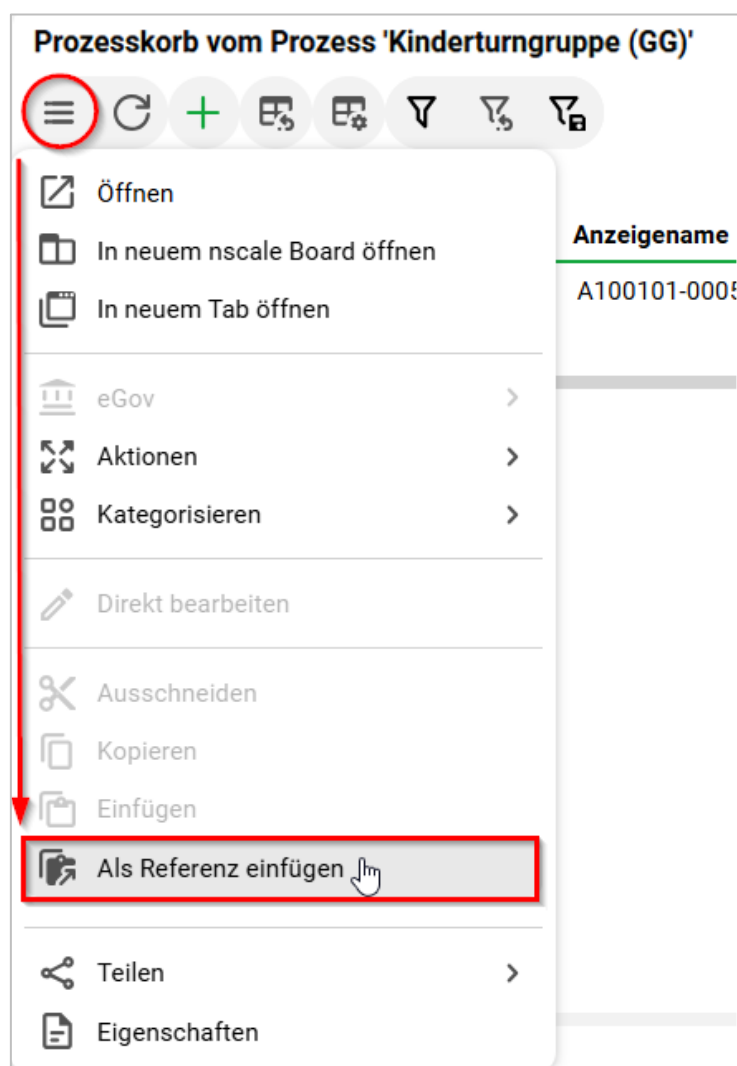 Prozesskorb vom Prozess 'Kinderturngruppe (GG)'
Öffnen
In neuem nscale Board öffnen
In neuem Tab öffnen
Anzeigename
A100101-0005
eGov
Aktionen
Kategorisieren
Direkt bearbeiten
Ausschneiden
Kopieren
Einfügen
Als Referenz einfügen
Teilen
Eigenschaften